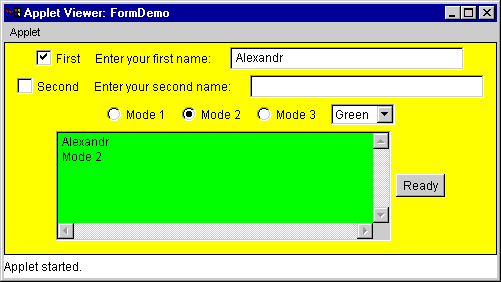 Applet Viewer: FormDemo
Applet
First Enter your first name: Alexandr
Second Enter your second name:
Mode 1 Mode 2 Mode 3 Green
Alexandr
Mode 2
Ready
Applet started.